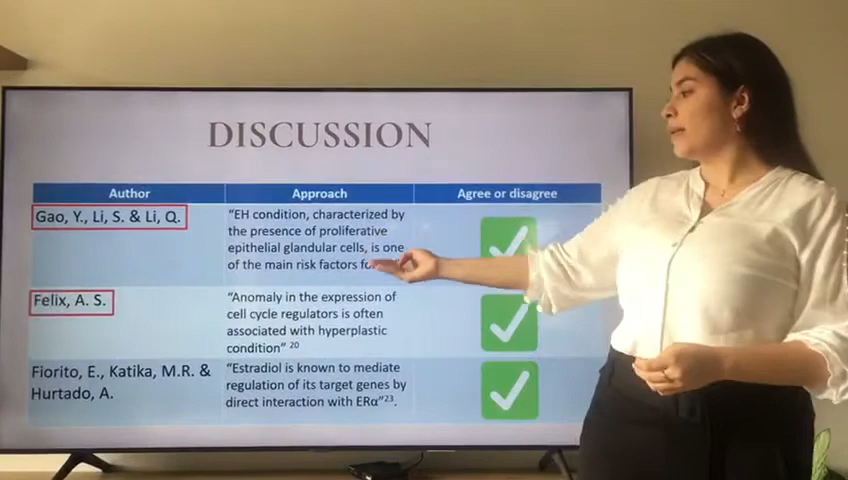 DISCUSSION
Author Approach Agree or disagree
Gao, Y., Li, S. & Li, Q.
"EH condition, characterized by
the presence of proliferative
epithelial glandular cells, is one
of the main risk factors
Felix, A. S.
"Anomaly in the expression of
cell cycle regulators is often
associated with hyperplastic
condition" 20
Fiorito, E., Katika, M.R. &
Hurtado, A.
"Estradiol is known to mediate
regulation of its target genes by
direct interaction with ERα"23.